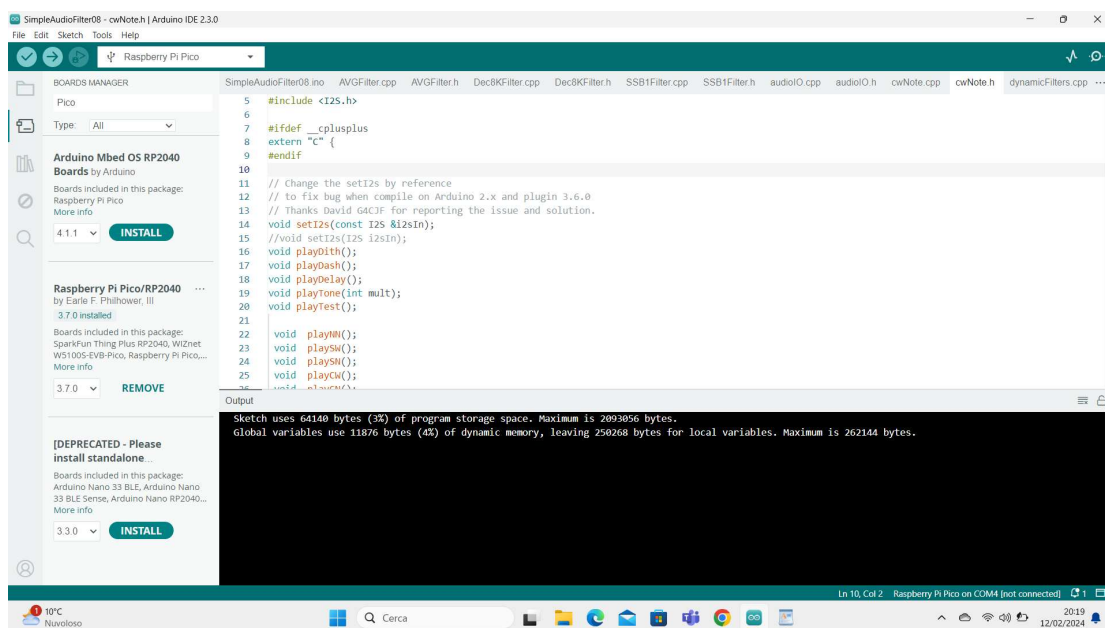 SimpleAudioFilter08 - cwNote.h | Arduino IDE 2.3.0
File Edit Sketch Tools Help
Raspberry Pi Pico
BOARDS MANAGER
Pico
Type: All
Arduino Mbed OS RP2040
Boards by Arduino
Boards included in this package:
Raspberry Pi Pico
More info
4.1.1 INSTALL
Raspberry Pi Pico/RP2040 ...
by Earle F. Philhower, III
3.7.0 installed
Boards included in this package:
SparkFun Thing Plus RP2040, WIZnet
W5100S-EVB-Pico, Raspberry Pi Pico,...
More info
3.7.0 REMOVE
[DEPRECATED - Please
install standalone...
Boards included in this package:
Arduino Nano 33 BLE, Arduino Nano
33 BLE Sense, Arduino Nano RP2040...
More info
3.3.0 INSTALL
SimpleAudioFilter08.ino AVGFilter.cpp AVGFilter.h Dec8KFilter.cpp Dec8KFilter.h SSB1Filter.cpp SSB1Filter.h audioIO.cpp audioIO.h cwNote.cpp cwNote.h dynamicFilters.cpp ...
5 #include <I2S.h>
6
7 #ifdef __cplusplus
8 extern "C" {
9 #endif
10
11 // Change the setI2s by reference
12 // to fix bug when compile on Arduino 2.x and plugin 3.6.0
13 // Thanks David G4CJF for reporting the issue and solution.
14 void setI2s(const I2S &i2sIn);
15 //void setI2s(I2S i2sIn);
16 void playDith();
17 void playDash();
18 void playDelay();
19 void playTone(int mult);
20 void playTest();
21
22 void playNN();
23 void playSW();
24 void playSN();
25 void playCW();
Output
Sketch uses 64140 bytes (3%) of program storage space. Maximum is 2093056 bytes.
Global variables use 11876 bytes (4%) of dynamic memory, leaving 250268 bytes for local variables. Maximum is 262144 bytes.
Ln 10, Col 2 Raspberry Pi Pico on COM4 [not connected] 1
1
10°C
Nuvoloso
Cerca
20:19
12/02/2024